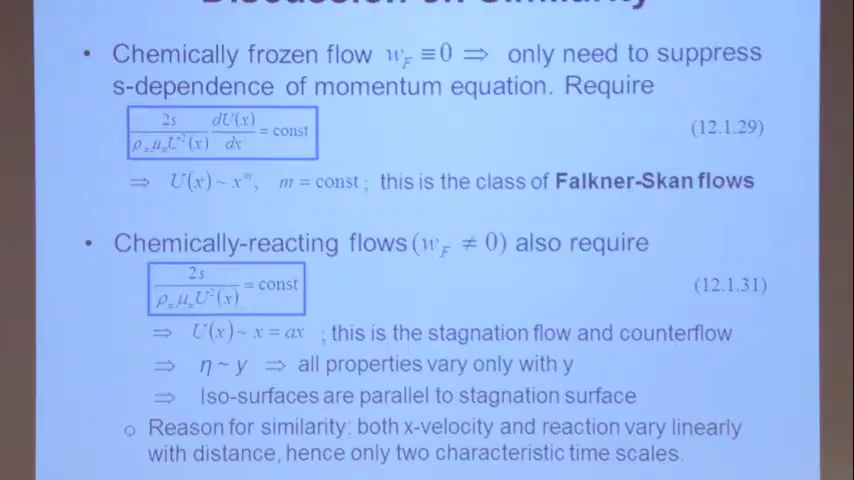 Discussion on Similarity
• Chemically frozen flow w_F ≡ 0 ⇒ only need to suppress
s-dependence of momentum equation. Require
2s / ρ∞μ∞U²(x) dU(x)/dx = const (12.1.29)
⇒ U(x) ~ x^m, m = const ; this is the class of Falkner-Skan flows
• Chemically-reacting flows (w_F ≠ 0) also require
2s / ρ∞μ∞U²(x) = const (12.1.31)
⇒ U(x) ~ x = ax ; this is the stagnation flow and counterflow
⇒ η ~ y ⇒ all properties vary only with y
⇒ Iso-surfaces are parallel to stagnation surface
o Reason for similarity: both x-velocity and reaction vary linearly
with distance, hence only two characteristic time scales.